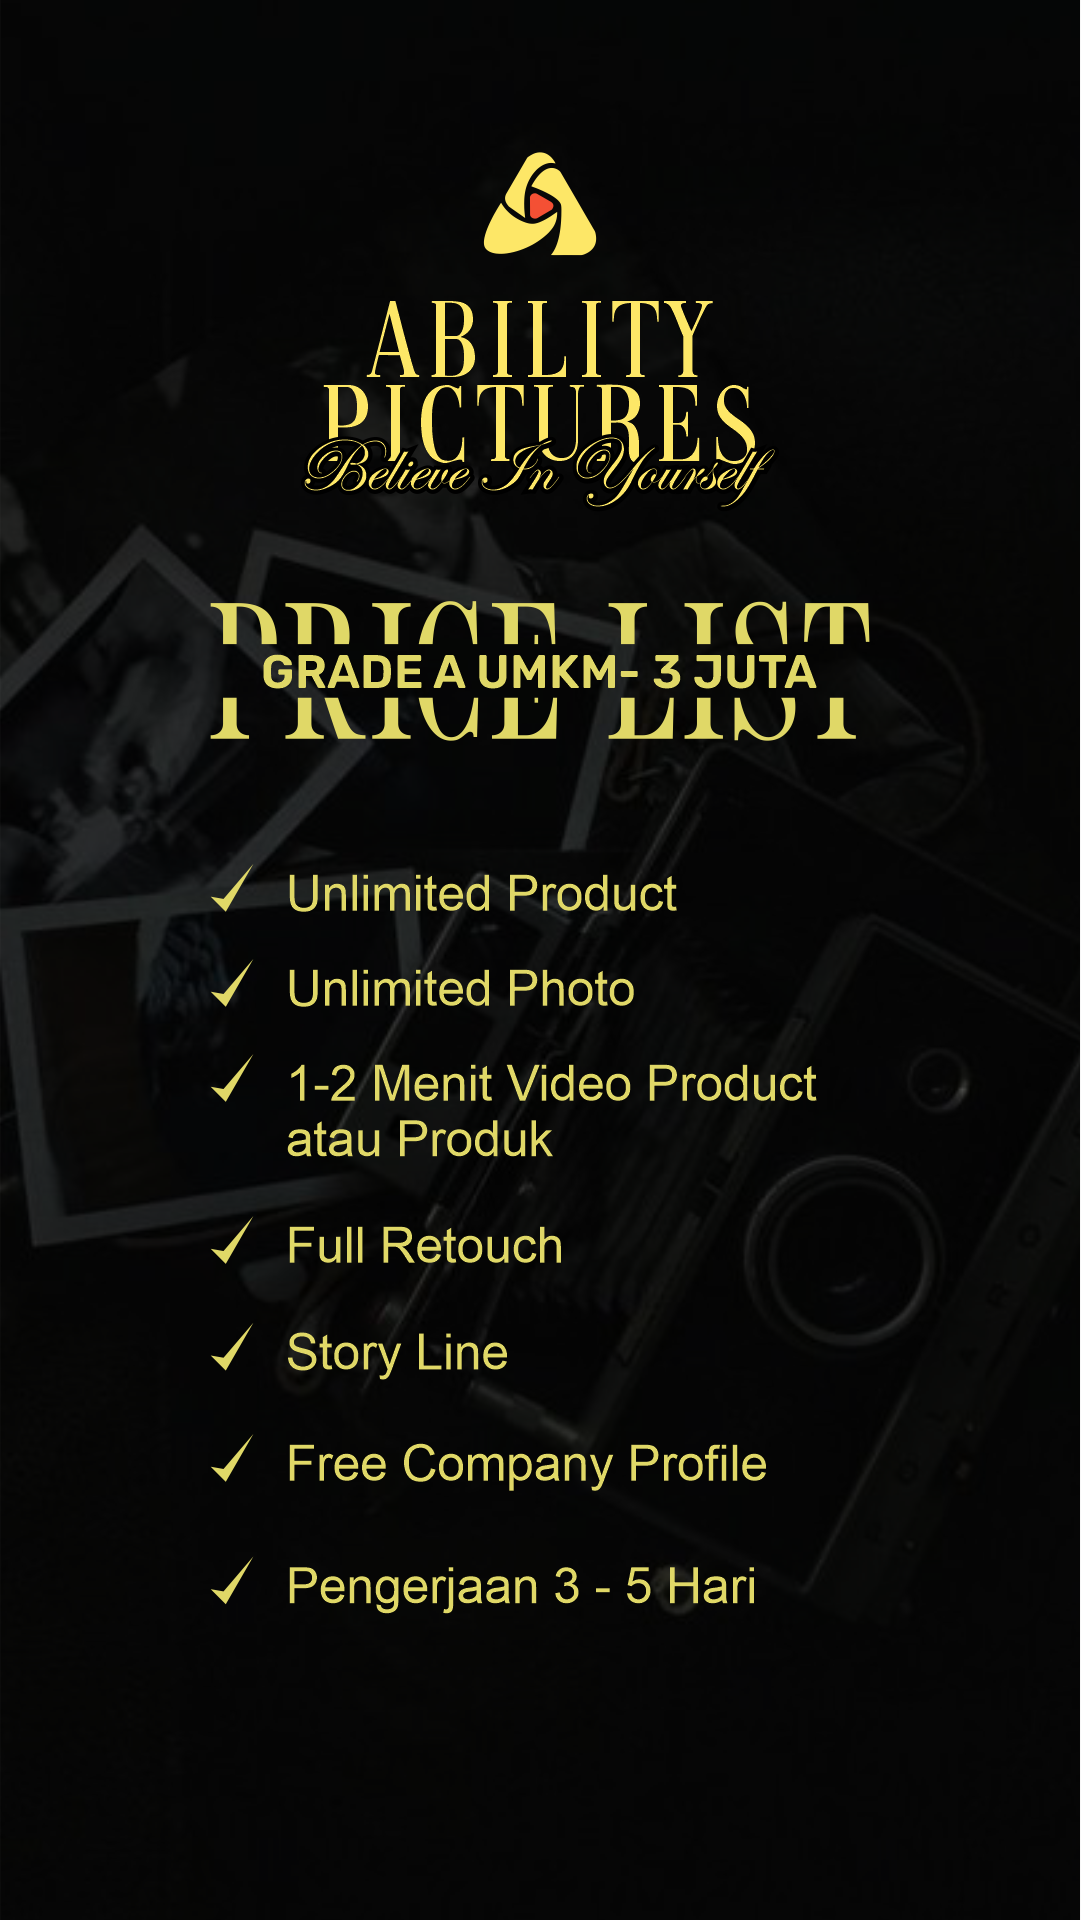 ABILITY
PICTURES
Believe In Yourself
PRICE LIST
GRADE A UMKM- 3 JUTA
Unlimited Product
Unlimited Photo
1-2 Menit Video Product
atau Produk
Full Retouch
Story Line
Free Company Profile
Pengerjaan 3 - 5 Hari